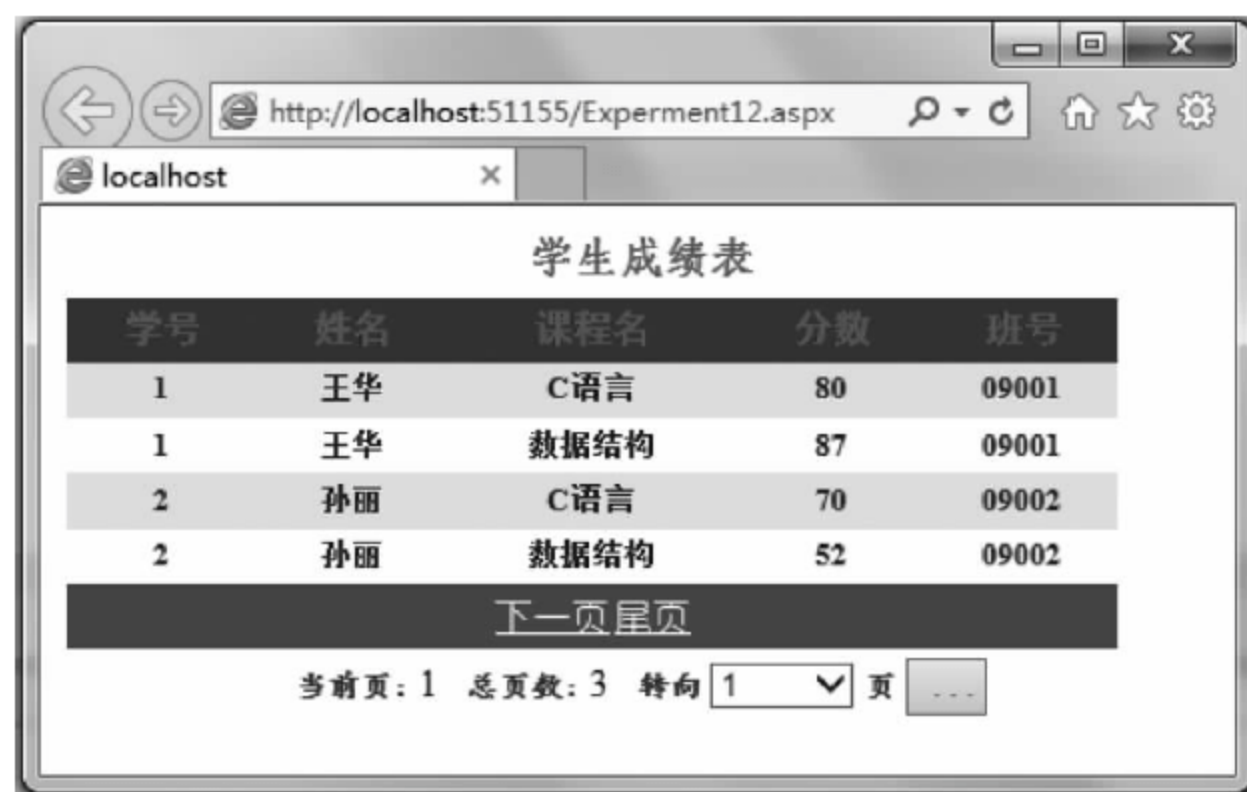 http://localhost:51155/Experment12.aspx
localhost
学生成绩表
学号 姓名 课程名 分数 班号
1 王华 C语言 80 09001
1 王华 数据结构 87 09001
2 孙丽 C语言 70 09002
2 孙丽 数据结构 52 09002
下一页 尾页
当前页: 1 总页数: 3 转向 1 页 ...